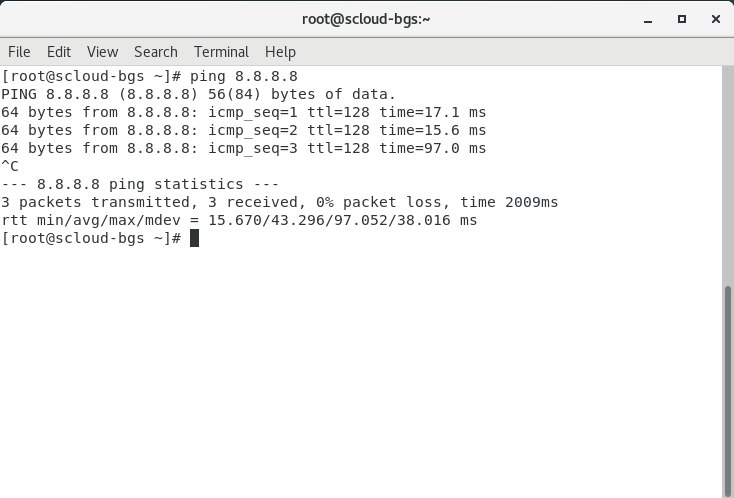 root@scloud-bgs:~
File Edit View Search Terminal Help
[root@scloud-bgs ~]# ping 8.8.8.8
PING 8.8.8.8 (8.8.8.8) 56(84) bytes of data.
64 bytes from 8.8.8.8: icmp_seq=1 ttl=128 time=17.1 ms
64 bytes from 8.8.8.8: icmp_seq=2 ttl=128 time=15.6 ms
64 bytes from 8.8.8.8: icmp_seq=3 ttl=128 time=97.0 ms
^C
--- 8.8.8.8 ping statistics ---
3 packets transmitted, 3 received, 0% packet loss, time 2009ms
rtt min/avg/max/mdev = 15.670/43.296/97.052/38.016 ms
[root@scloud-bgs ~]#